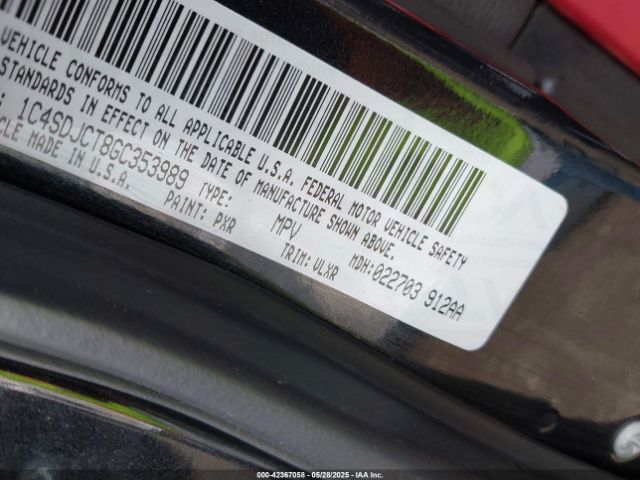 VEHICLE CONFORMS TO ALL APPLICABLE U.S.A. FEDERAL MOTOR VEHICLE SAFETY
STANDARDS IN EFFECT ON THE DATE OF MANUFACTURE SHOWN ABOVE.
1C4SDJCT8GC353989 TYPE: MPV MDH:022703 912AA
MADE IN U.S.A. PAINT: PXR TRIM: VLXR
000-42367058 - 05/28/2025 - IAA Inc.